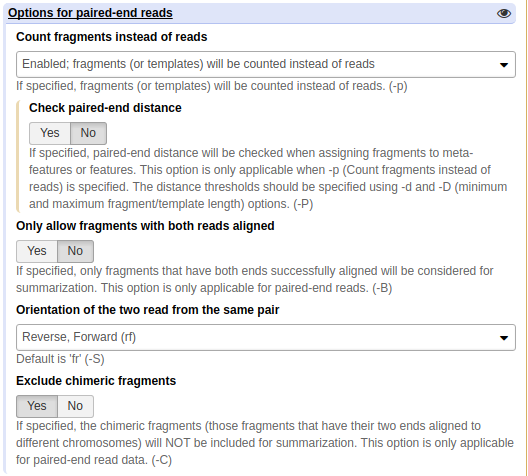 Options for paired-end reads
Count fragments instead of reads
Enabled; fragments (or templates) will be counted instead of reads
If specified, fragments (or templates) will be counted instead of reads. (-p)
Check paired-end distance
Yes No
If specified, paired-end distance will be checked when assigning fragments to meta-
features or features. This option is only applicable when -p (Count fragments instead of
reads) is specified. The distance thresholds should be specified using -d and -D (minimum
and maximum fragment/template length) options. (-P)
Only allow fragments with both reads aligned
Yes No
If specified, only fragments that have both ends successfully aligned will be considered for
summarization. This option is only applicable for paired-end reads. (-B)
Orientation of the two read from the same pair
Reverse, Forward (rf)
Default is 'fr' (-S)
Exclude chimeric fragments
Yes No
If specified, the chimeric fragments (those fragments that have their two ends aligned to
different chromosomes) will NOT be included for summarization. This option is only applicable
for paired-end read data. (-C)